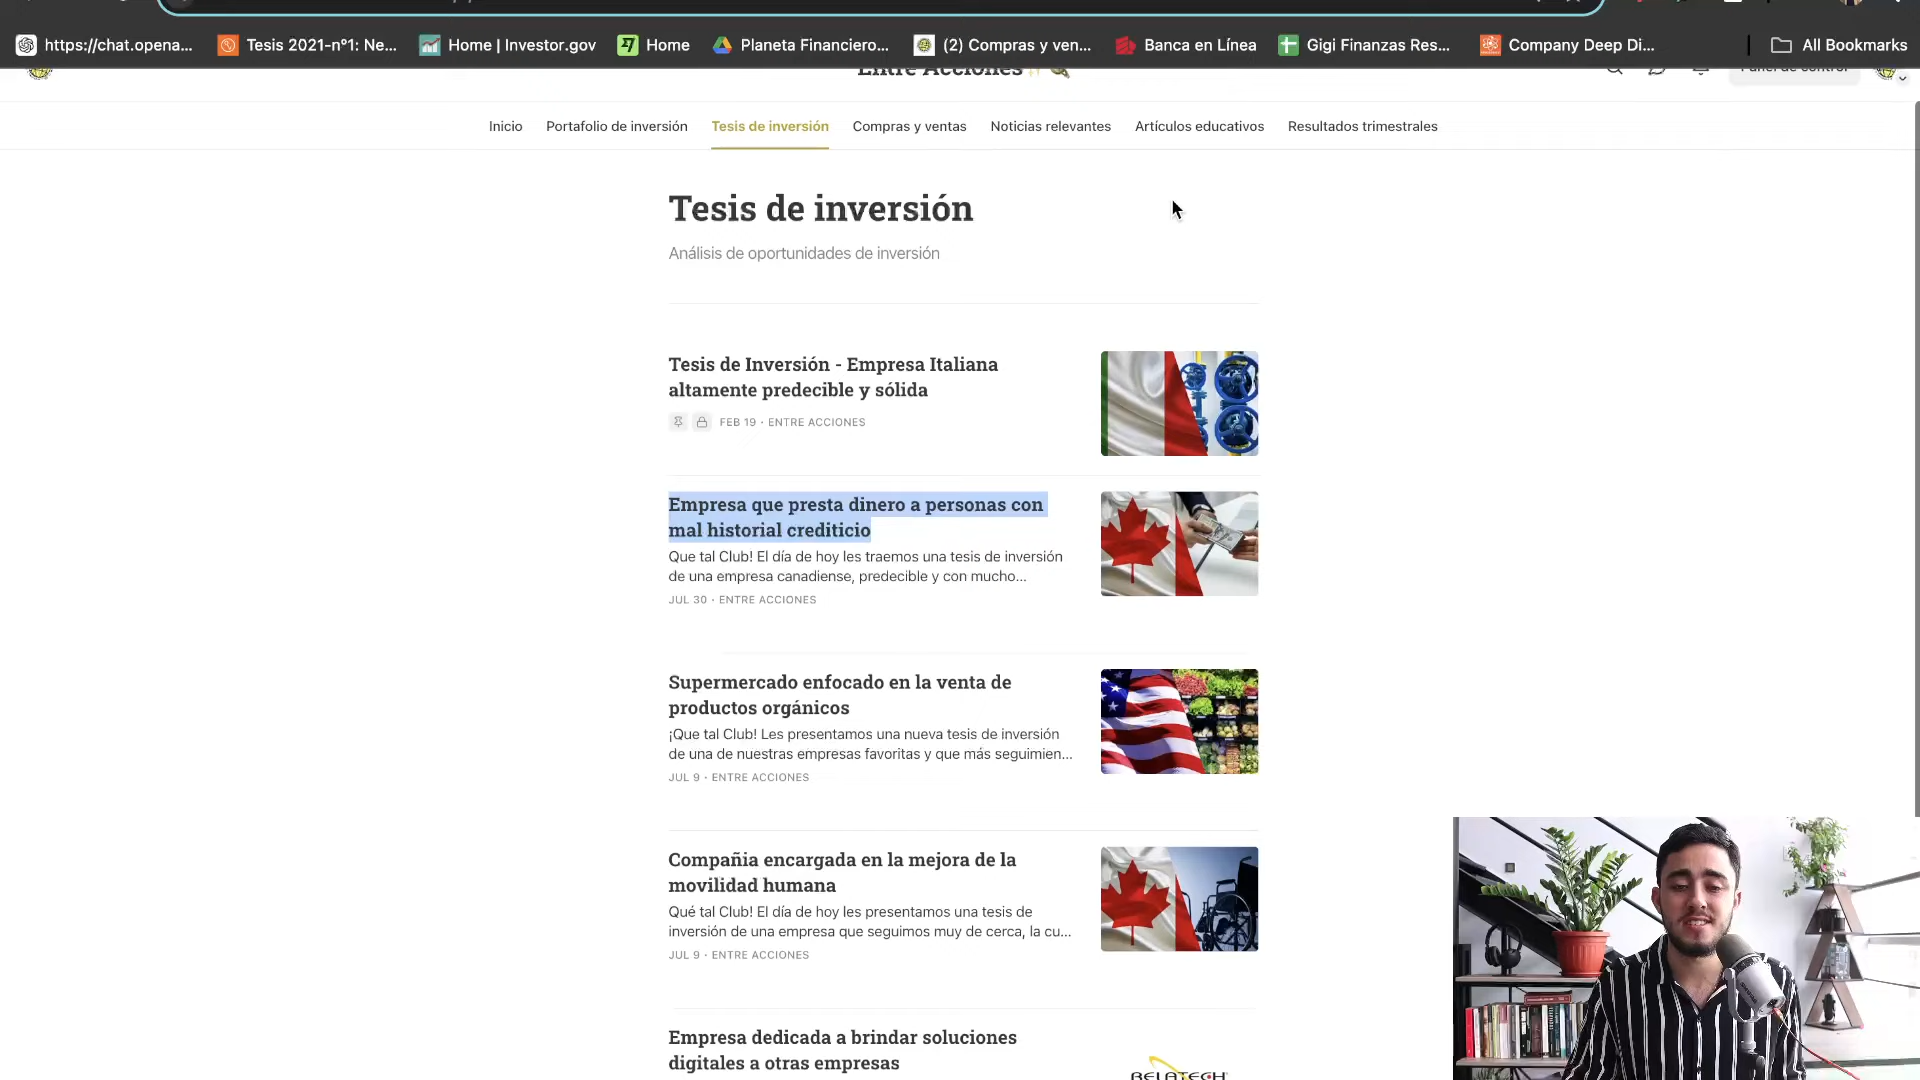 https://chat.opena...
Tesis 2021-nº1: Ne...
Home | Investor.gov
Home
Planeta Financiero...
(2) Compras y ven...
Banca en Línea
Gigi Finanzas Res...
Company Deep Di...
All Bookmarks
Entre Acciones
Panel de control
Inicio
Portafolio de inversión
Tesis de inversión
Compras y ventas
Noticias relevantes
Artículos educativos
Resultados trimestrales
Tesis de inversión
Análisis de oportunidades de inversión
Tesis de Inversión - Empresa Italiana
altamente predecible y sólida
FEB 19 • ENTRE ACCIONES
Empresa que presta dinero a personas con
mal historial crediticio
Que tal Club! El día de hoy les traemos una tesis de inversión
de una empresa canadiense, predecible y con mucho...
JUL 30 • ENTRE ACCIONES
Supermercado enfocado en la venta de
productos orgánicos
¡Que tal Club! Les presentamos una nueva tesis de inversión
de una de nuestras empresas favoritas y que más seguimien...
JUL 9 • ENTRE ACCIONES
Compañia encargada en la mejora de la
movilidad humana
Qué tal Club! El día de hoy les presentamos una tesis de
inversión de una empresa que seguimos muy de cerca, la cu...
JUL 9 • ENTRE ACCIONES
Empresa dedicada a brindar soluciones
digitales a otras empresas
RELATECH